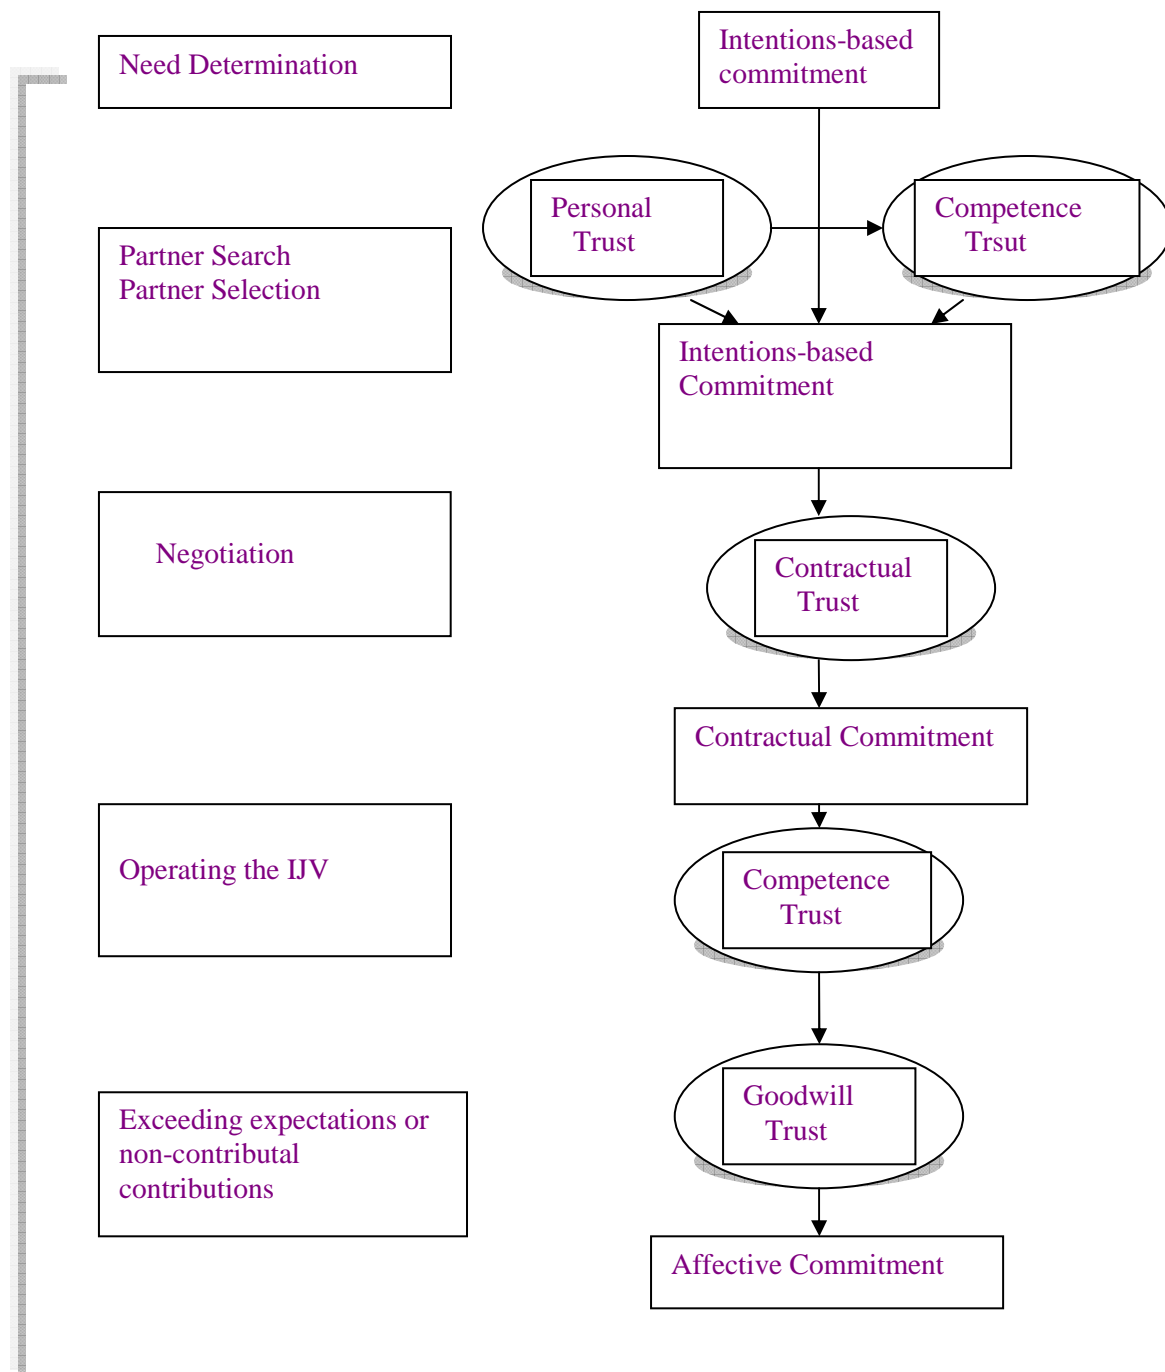 Need Determination
Intentions-based
commitment
Personal
Trust
Competence
Trsut
Partner Search
Partner Selection
Intentions-based
Commitment
Negotiation
Contractual
Trust
Contractual Commitment
Operating the IJV
Competence
Trust
Goodwill
Trust
Exceeding expectations or
non-contributal
contributions
Affective Commitment